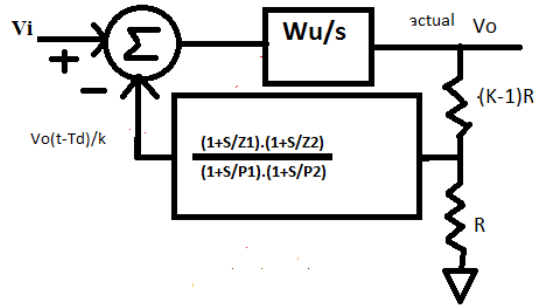 Vi
+
−
Σ
Wu/s
actual
Vo
(K-1)R
Vo(t-Td)/k
(1+S/Z1).(1+S/Z2)
(1+S/P1).(1+S/P2)
R